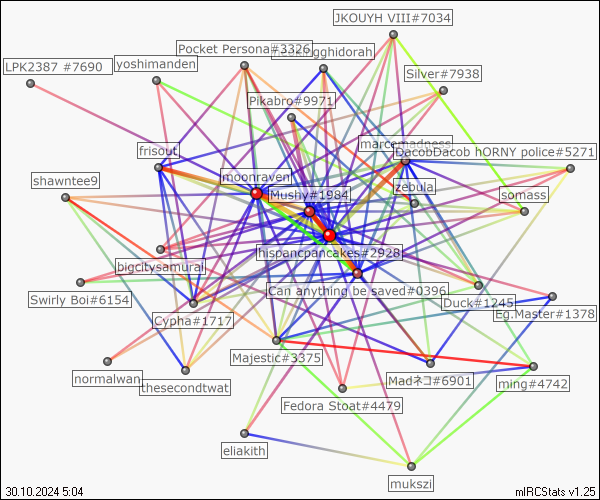 JKOUYH VIII#7034
Pocket Persona#3326
ngghidorah
LPK2387 #7690
yoshimanden
Silver#7938
Pikabro#9971
marcemadness
frisout
DacobDacob hORNY police#5271
moonraven
shawntee9
Mushy#1984
zebula
somass
hispancpancakes#2928
bigcitysamurai
Can anything be saved#0396
Swirly Boi#6154
Duck#1245
Eg.Master#1378
Cypha#1717
Majestic#3375
normalwan
thesecondtwat
Madネコ#6901
ming#4742
Fedora Stoat#4479
eliakith
mukszi
30.10.2024 5:04
mIRCStats v1.25